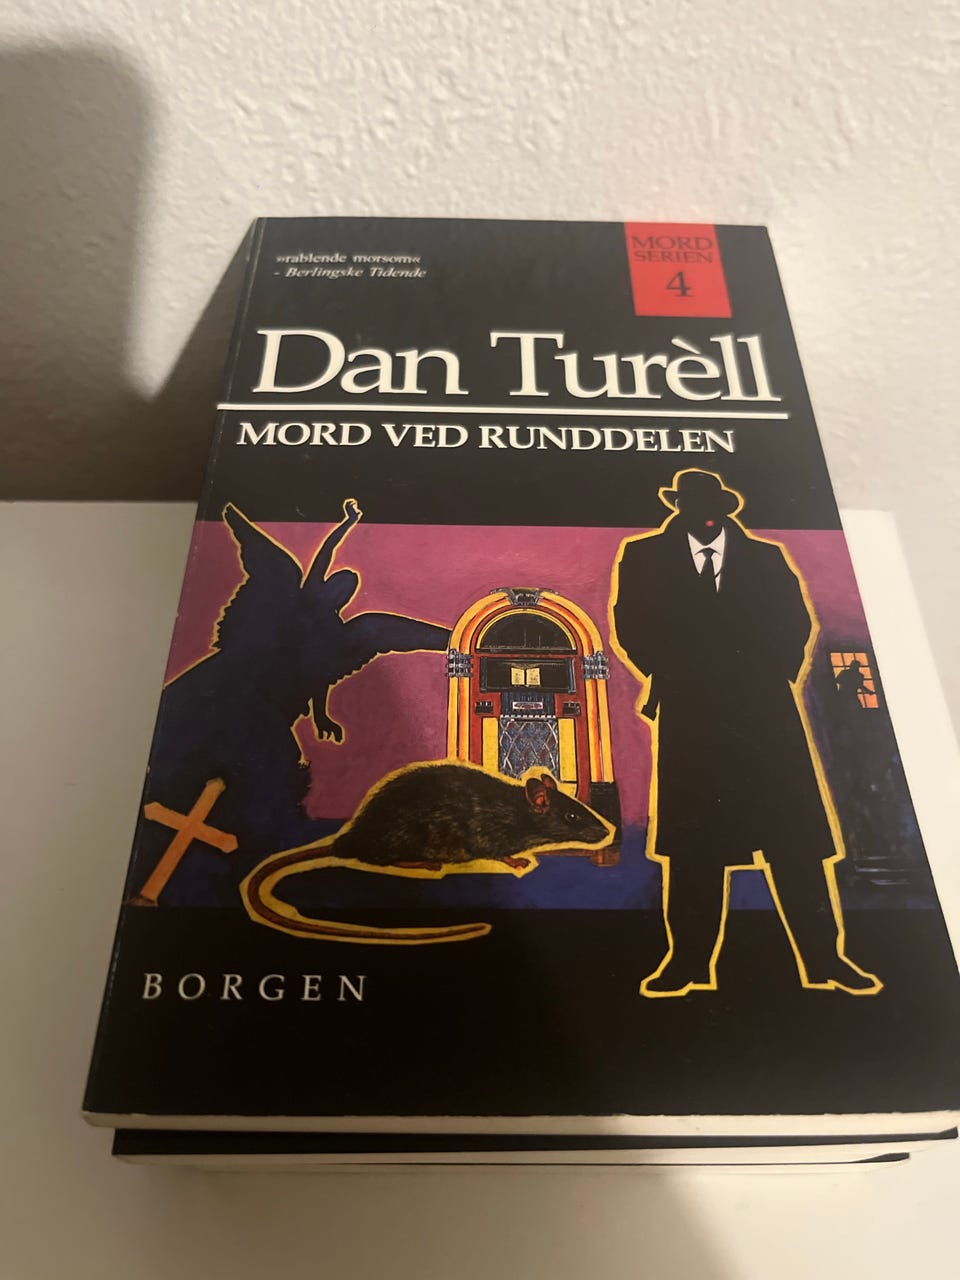 »rablende morsom«
- Berlingske Tidende
MORD
SERIEN
4
Dan Turèll
MORD VED RUNDDELEN
BORGEN